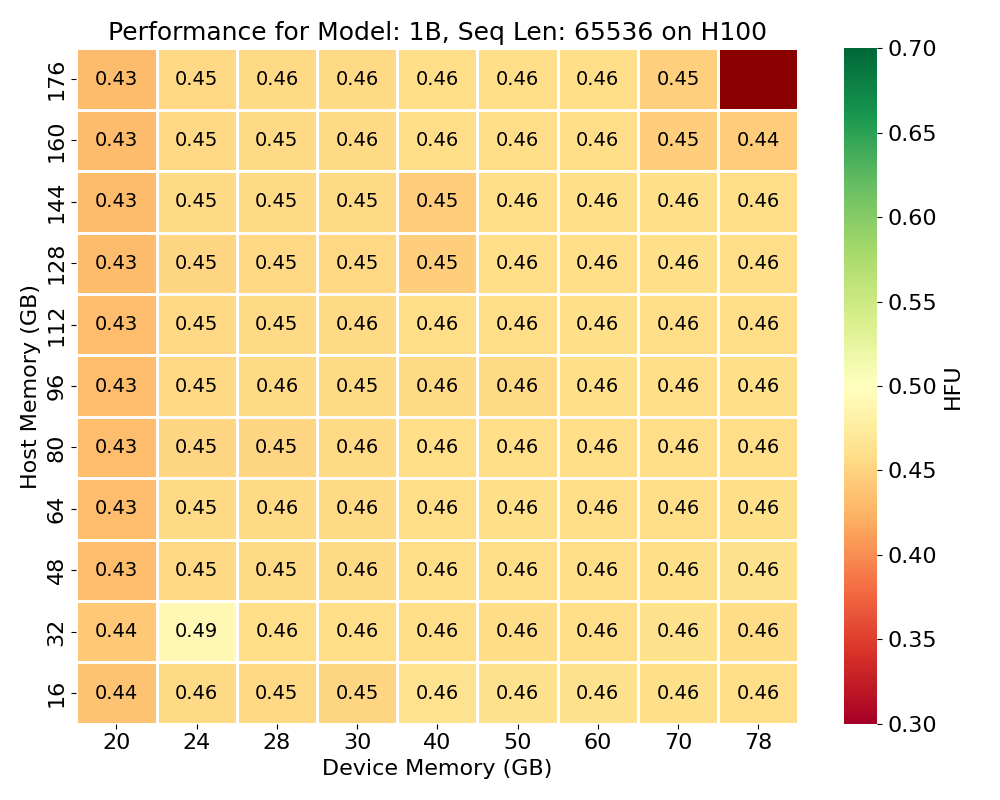 Performance for Model: 1B, Seq Len: 65536 on H100
Host Memory (GB)
176 0.43 0.45 0.46 0.46 0.46 0.46 0.46 0.45
160 0.43 0.45 0.45 0.46 0.46 0.46 0.46 0.45 0.44
144 0.43 0.45 0.45 0.45 0.45 0.46 0.46 0.46 0.46
128 0.43 0.45 0.45 0.45 0.45 0.46 0.46 0.46 0.46
112 0.43 0.45 0.45 0.46 0.46 0.46 0.46 0.46 0.46
96 0.43 0.45 0.46 0.45 0.46 0.46 0.46 0.46 0.46
80 0.43 0.45 0.45 0.46 0.46 0.46 0.46 0.46 0.46
64 0.43 0.45 0.46 0.46 0.46 0.46 0.46 0.46 0.46
48 0.43 0.45 0.45 0.46 0.46 0.46 0.46 0.46 0.46
32 0.44 0.49 0.46 0.46 0.46 0.46 0.46 0.46 0.46
16 0.44 0.46 0.45 0.45 0.46 0.46 0.46 0.46 0.46
20 24 28 30 40 50 60 70 78
Device Memory (GB)
0.70
0.65
0.60
0.55
0.50
0.45
0.40
0.35
0.30
HFU